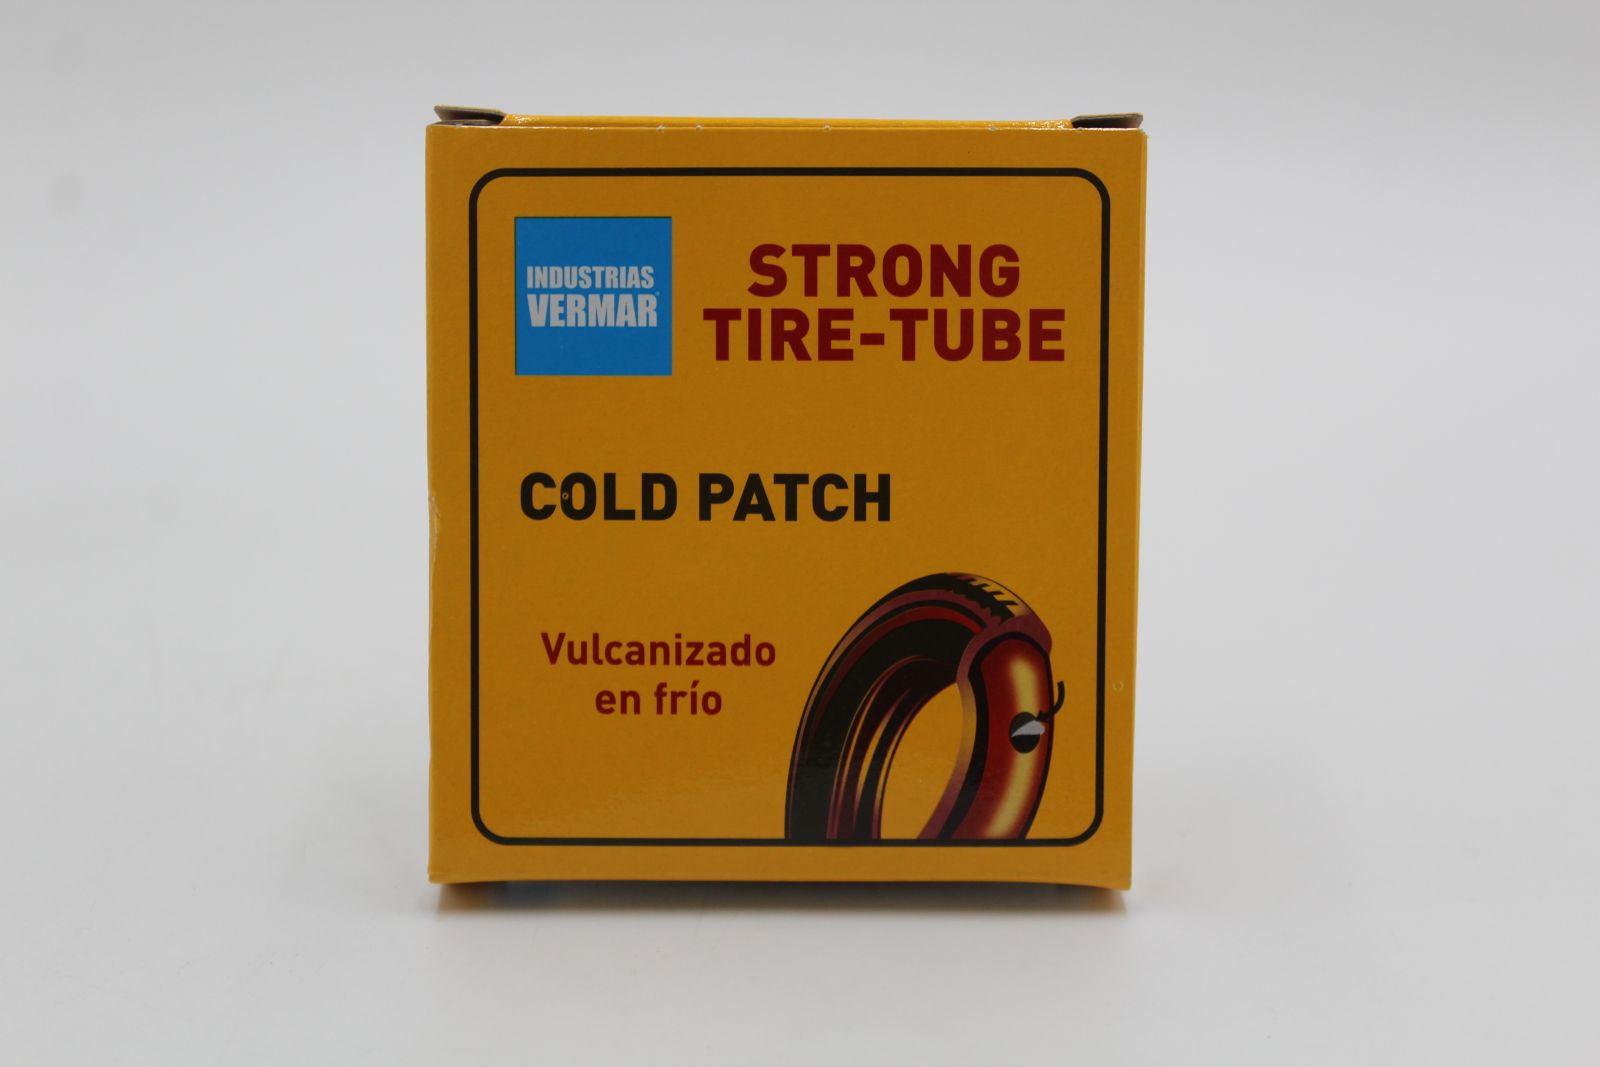 INDUSTRIAS
VERMAR
STRONG
TIRE-TUBE
COLD PATCH
Vulcanizado
en frío